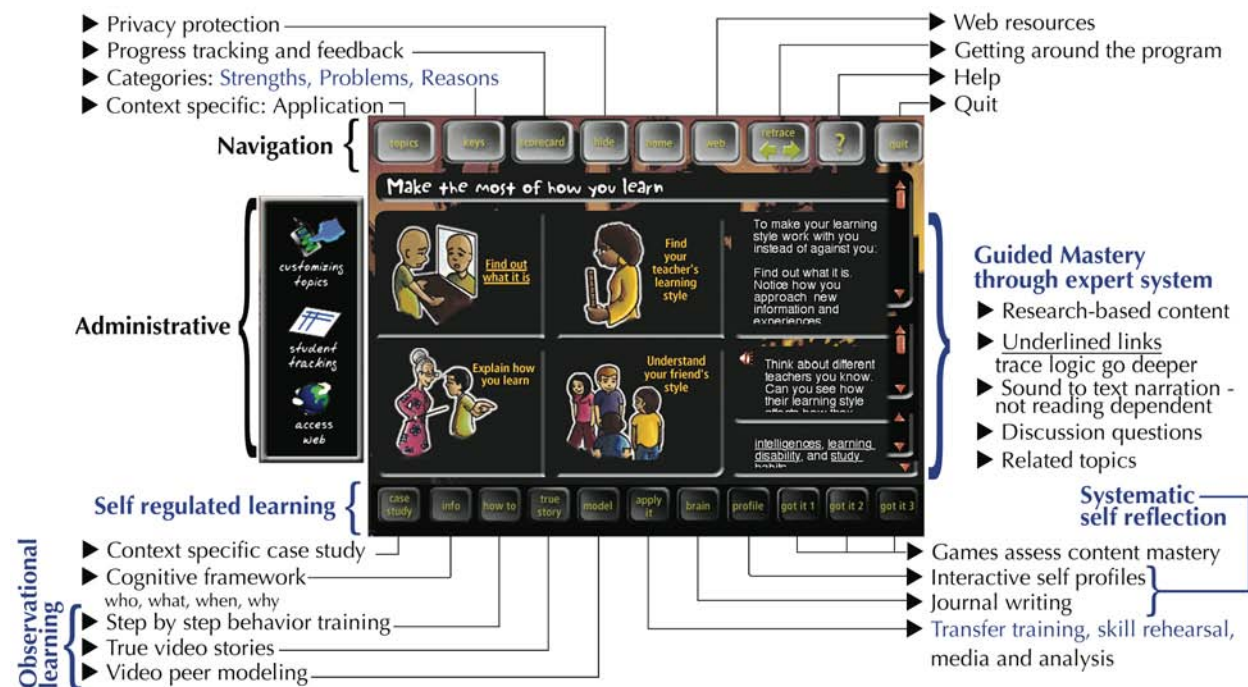 ▶ Privacy protection
▶ Progress tracking and feedback
▶ Categories: Strengths, Problems, Reasons
▶ Context specific: Application
▶ Web resources
▶ Getting around the program
▶ Help
▶ Quit
Navigation
topics
keys
scorecard
hide
home
web
retrace
?
quit
Make the most of how you learn
Administrative
customizing
topics
student
tracking
access
web
Find out
what it is
Find
your
teacher's
learning
style
To make your learning
style work with you
instead of against you:
Find out what it is.
Notice how you
approach new
information and
experiences
Explain how
you learn
Understand
your friend's
style
Think about different
teachers you know.
Can you see how
their learning style
effects how they
intelligences, learning
disability, and study
habits
Guided Mastery
through expert system
▶ Research-based content
▶ Underlined links
trace logic go deeper
▶ Sound to text narration -
not reading dependent
▶ Discussion questions
▶ Related topics
Self regulated learning
case
study
info
how to
true
story
model
apply
it
brain
profile
got it 1
got it 2
got it 3
Systematic
self reflection
▶ Context specific case study
▶ Cognitive framework
who, what, when, why
Observational
learning
▶ Step by step behavior training
▶ True video stories
▶ Video peer modeling
▶ Games assess content mastery
▶ Interactive self profiles
▶ Journal writing
▶ Transfer training, skill rehearsal,
media and analysis